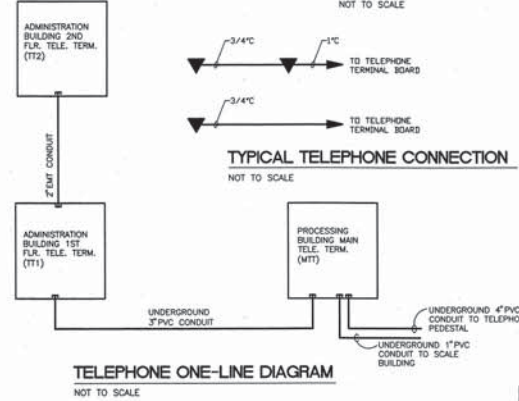 NOT TO SCALE
ADMINISTRATION
BUILDING 2ND
FLR. TELE. TERM.
(TT2)
3/4"C
1"C
TO TELEPHONE
TERMINAL BOARD
3/4"C
TO TELEPHONE
TERMINAL BOARD
TYPICAL TELEPHONE CONNECTION
NOT TO SCALE
2"EMT CONDUIT
ADMINISTRATION
BUILDING 1ST
FLR. TELE. TERM.
(TT1)
PROCESSING
BUILDING MAIN
TELE. TERM.
(MTT)
UNDERGROUND
3"PVC CONDUIT
UNDERGROUND 4"PVC
CONDUIT TO TELEPHO
PEDESTAL
UNDERGROUND 1"PVC
CONDUIT TO SCALE
BUILDING
TELEPHONE ONE-LINE DIAGRAM
NOT TO SCALE